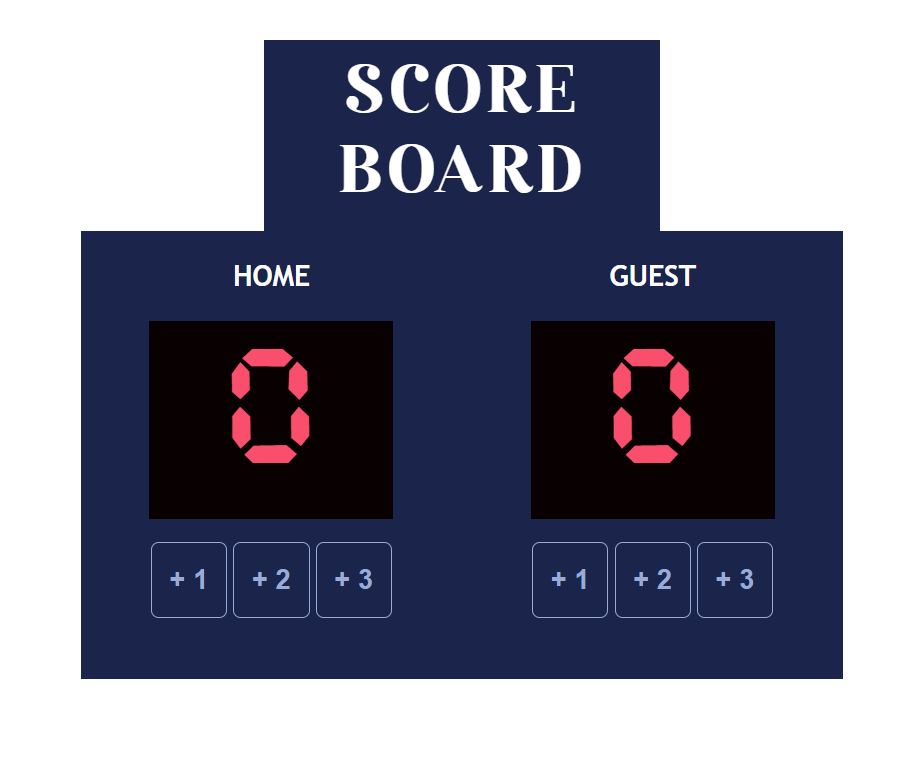 SCORE
BOARD
HOME
GUEST
0
0
+ 1
+ 2
+ 3
+ 1
+ 2
+ 3